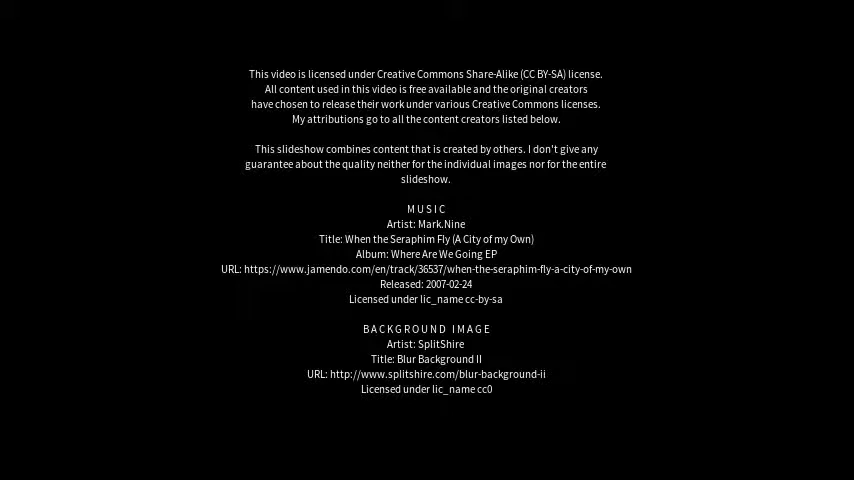 This video is licensed under Creative Commons Share-Alike (CC BY-SA) license.
All content used in this video is free available and the original creators
have chosen to release their work under various Creative Commons licenses.
My attributions go to all the content creators listed below.
This slideshow combines content that is created by others. I don't give any
guarantee about the quality neither for the individual images nor for the entire
slideshow.
MUSIC
Artist: Mark.Nine
Title: When the Seraphim Fly (A City of my Own)
Album: Where Are We Going EP
URL: https://www.jamendo.com/en/track/36537/when-the-seraphim-fly-a-city-of-my-own
Released: 2007-02-24
Licensed under lic_name cc-by-sa
BACKGROUND IMAGE
Artist: SplitShire
Title: Blur Background II
URL: http://www.splitshire.com/blur-background-ii
Licensed under lic_name cc0